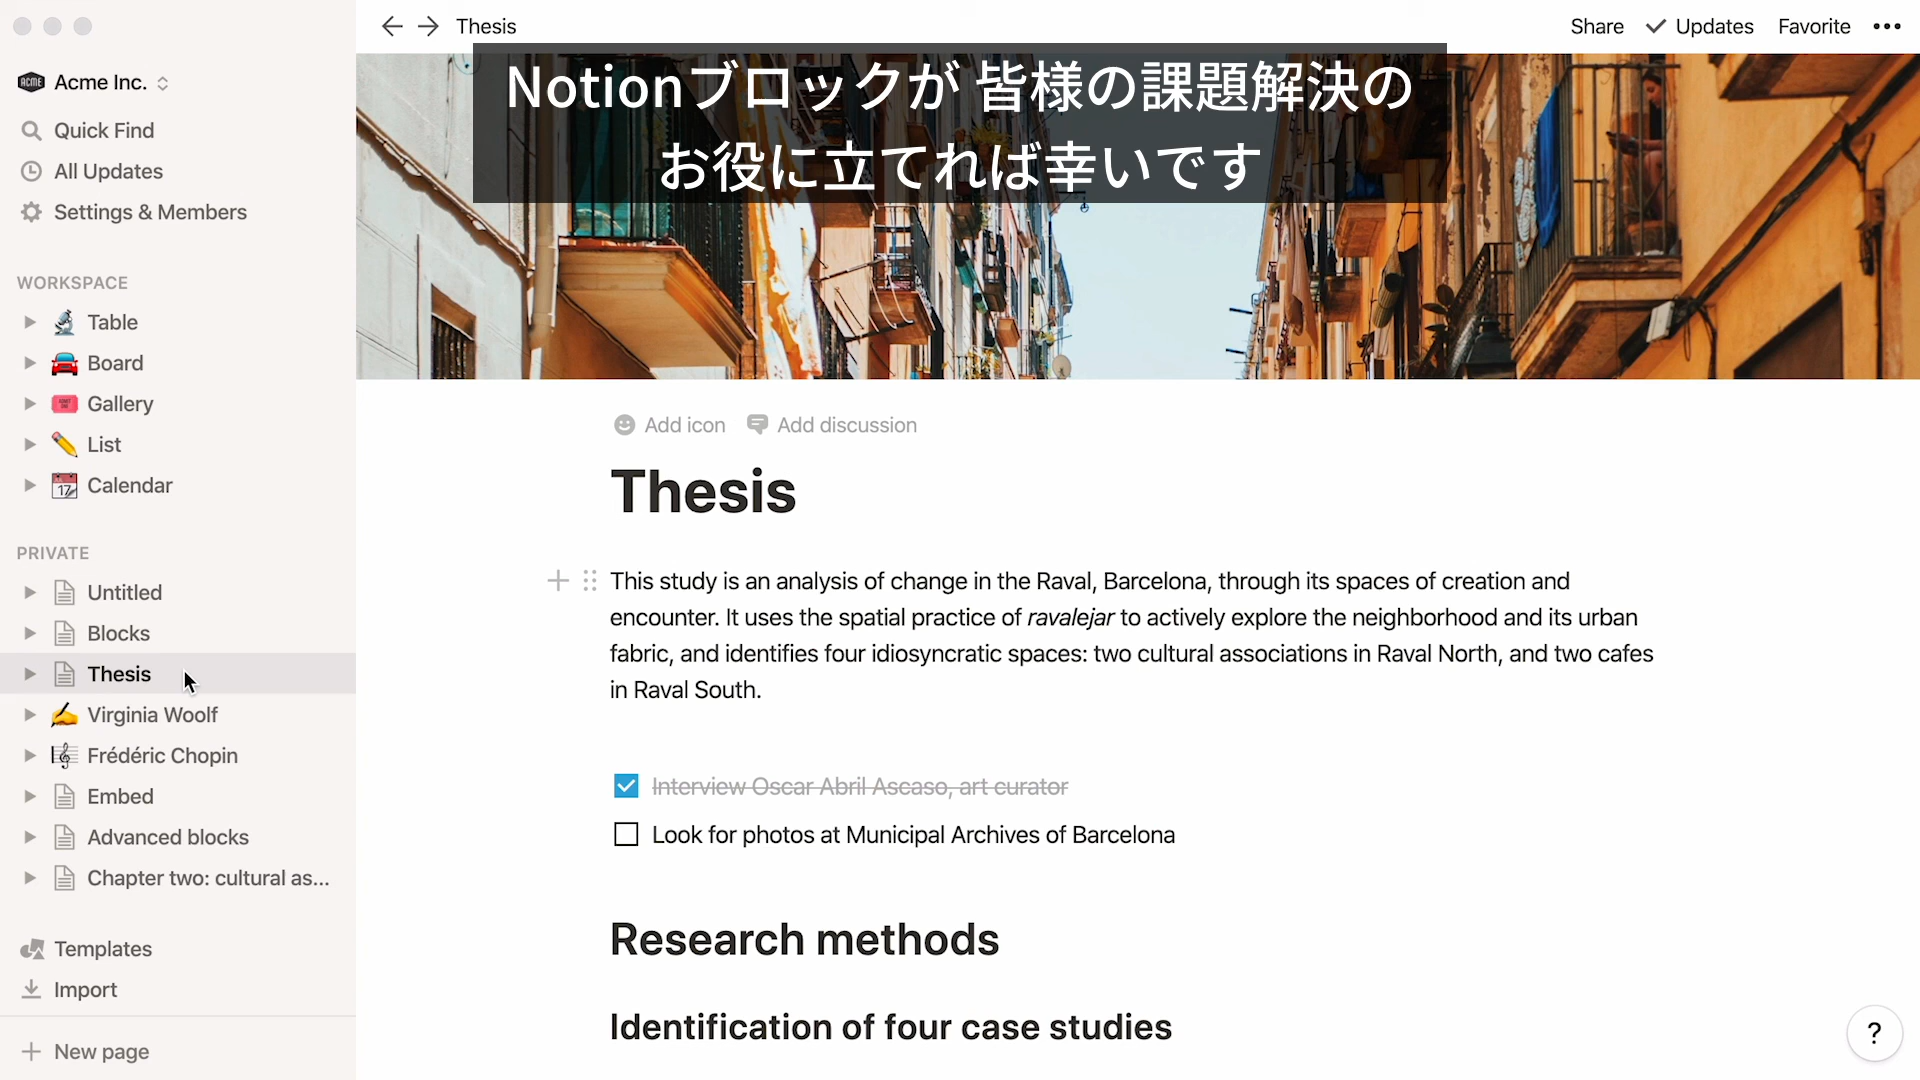 Thesis
Share
Updates
Favorite
Notionブロックが 皆様の課題解決の
お役に立てれば幸いです
ACME
Acme Inc.
Quick Find
All Updates
Settings & Members
WORKSPACE
Table
Board
Gallery
List
17
Calendar
PRIVATE
Untitled
Blocks
Thesis
Virginia Woolf
Frédéric Chopin
Embed
Advanced blocks
Chapter two: cultural as...
Templates
Import
New page
Add icon
Add discussion
Thesis
This study is an analysis of change in the Raval, Barcelona, through its spaces of creation and
encounter. It uses the spatial practice of ravalejar to actively explore the neighborhood and its urban
fabric, and identifies four idiosyncratic spaces: two cultural associations in Raval North, and two cafes
in Raval South.
Interview Oscar Abril Ascaso, art curator
Look for photos at Municipal Archives of Barcelona
Research methods
Identification of four case studies
?